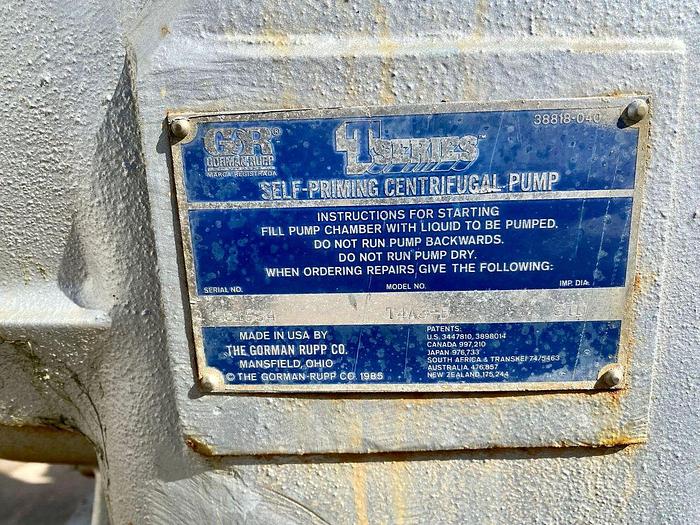 38818-040
GR®
GORMAN-RUPP
MARCA REGISTRADA
T SERIES™
SELF-PRIMING CENTRIFUGAL PUMP
INSTRUCTIONS FOR STARTING
FILL PUMP CHAMBER WITH LIQUID TO BE PUMPED.
DO NOT RUN PUMP BACKWARDS.
DO NOT RUN PUMP DRY.
WHEN ORDERING REPAIRS, GIVE THE FOLLOWING:
SERIAL NO. MODEL NO. IMP. DIA.
MADE IN USA BY
THE GORMAN RUPP CO.
MANSFIELD, OHIO
© THE GORMAN-RUPP CO. 1985
PATENTS:
U.S. 3447810, 3898014
CANADA 997,210
JAPAN 976,733
SOUTH AFRICA & TRANSKEI 74/5463
AUSTRALIA 476,857
NEW ZEALAND 175,244